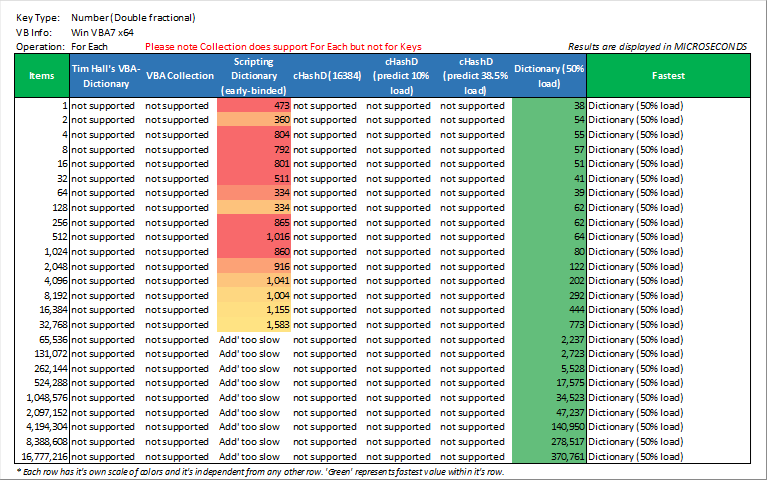 Key Type: Number (Double fractional)
VB Info: Win VBA7 x64
Operation: For Each Please note Collection does support For Each but not for Keys Results are displayed in MICROSECONDS
Items Tim Hall's VBA-Dictionary VBA Collection Scripting Dictionary (early-binded) cHashD (16384) cHashD (predict 10% load) cHashD (predict 38.5% load) Dictionary (50% load) Fastest
1 not supported not supported 473 not supported not supported not supported 38 Dictionary (50% load)
2 not supported not supported 360 not supported not supported not supported 54 Dictionary (50% load)
4 not supported not supported 804 not supported not supported not supported 55 Dictionary (50% load)
8 not supported not supported 792 not supported not supported not supported 57 Dictionary (50% load)
16 not supported not supported 801 not supported not supported not supported 51 Dictionary (50% load)
32 not supported not supported 511 not supported not supported not supported 41 Dictionary (50% load)
64 not supported not supported 334 not supported not supported not supported 39 Dictionary (50% load)
128 not supported not supported 334 not supported not supported not supported 62 Dictionary (50% load)
256 not supported not supported 865 not supported not supported not supported 62 Dictionary (50% load)
512 not supported not supported 1,016 not supported not supported not supported 64 Dictionary (50% load)
1,024 not supported not supported 860 not supported not supported not supported 80 Dictionary (50% load)
2,048 not supported not supported 916 not supported not supported not supported 122 Dictionary (50% load)
4,096 not supported not supported 1,041 not supported not supported not supported 202 Dictionary (50% load)
8,192 not supported not supported 1,004 not supported not supported not supported 292 Dictionary (50% load)
16,384 not supported not supported 1,155 not supported not supported not supported 444 Dictionary (50% load)
32,768 not supported not supported 1,583 not supported not supported not supported 773 Dictionary (50% load)
65,536 not supported not supported Add' too slow not supported not supported not supported 2,237 Dictionary (50% load)
131,072 not supported not supported Add' too slow not supported not supported not supported 2,723 Dictionary (50% load)
262,144 not supported not supported Add' too slow not supported not supported not supported 5,528 Dictionary (50% load)
524,288 not supported not supported Add' too slow not supported not supported not supported 17,575 Dictionary (50% load)
1,048,576 not supported not supported Add' too slow not supported not supported not supported 34,523 Dictionary (50% load)
2,097,152 not supported not supported Add' too slow not supported not supported not supported 47,237 Dictionary (50% load)
4,194,304 not supported not supported Add' too slow not supported not supported not supported 140,950 Dictionary (50% load)
8,388,608 not supported not supported Add' too slow not supported not supported not supported 278,517 Dictionary (50% load)
16,777,216 not supported not supported Add' too slow not supported not supported not supported 370,761 Dictionary (50% load)
* Each row has it's own scale of colors and it's independent from any other row. 'Green' represents fastest value within it's row.